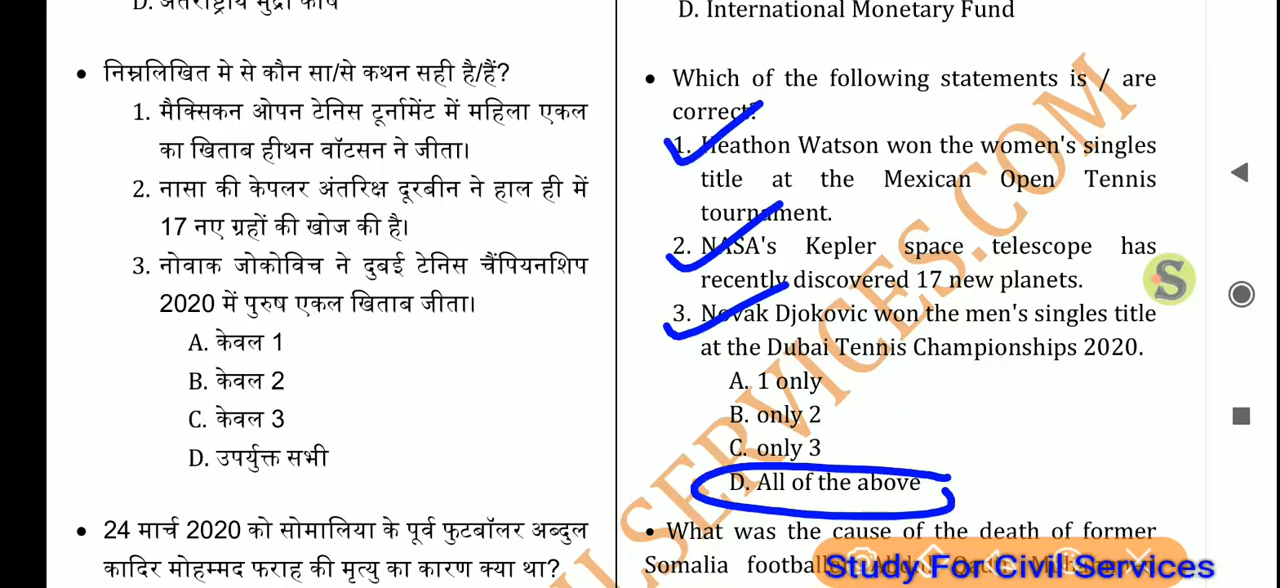 D. अंतर्राष्ट्रीय मुद्रा कोष
• निम्नलिखित मे से कौन सा/से कथन सही है/हैं?
1. मैक्सिकन ओपन टेनिस टूर्नामेंट में महिला एकल
का खिताब हीथन वॉटसन ने जीता।
2. नासा की केपलर अंतरिक्ष दूरबीन ने हाल ही में
17 नए ग्रहों की खोज की है।
3. नोवाक जोकोविच ने दुबई टेनिस चैंपियनशिप
2020 में पुरुष एकल खिताब जीता।
A. केवल 1
B. केवल 2
C. केवल 3
D. उपर्युक्त सभी
• 24 मार्च 2020 को सोमालिया के पूर्व फुटबॉलर अब्दुल
कादिर मोहम्मद फराह की मृत्यु का कारण क्या था?
D. International Monetary Fund
• Which of the following statements is / are
correct?
1. Heathon Watson won the women's singles
title at the Mexican Open Tennis
tournament.
2. NASA's Kepler space telescope has
recently discovered 17 new planets.
3. Novak Djokovic won the men's singles title
at the Dubai Tennis Championships 2020.
A. 1 only
B. only 2
C. only 3
D. All of the above
• What was the cause of the death of former
Somalia
Study For Civil Services
ILSERVICES.COM
S